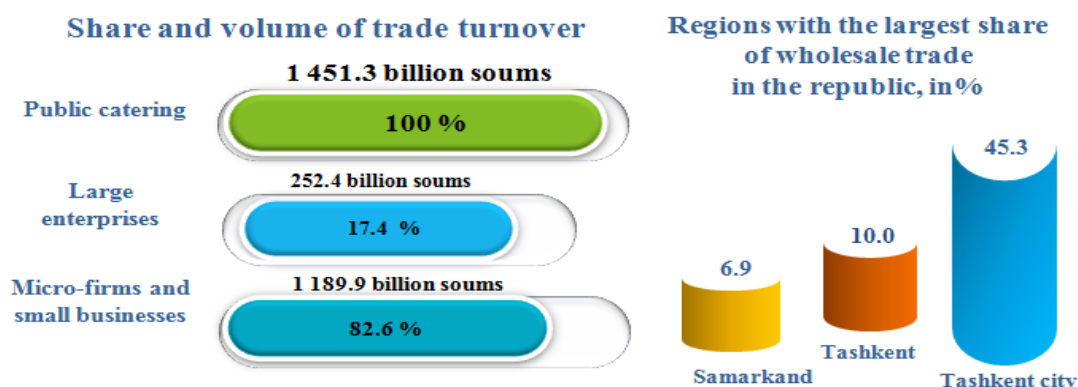 Share and volume of trade turnover
1 451.3 billion soums
Public catering
100 %
252.4 billion soums
Large
enterprises
17.4 %
1 189.9 billion soums
Micro-firms and
small businesses
82.6 %
Regions with the largest share
of wholesale trade
in the republic, in%
6.9
10.0
45.3
Samarkand
Tashkent
Tashkent city